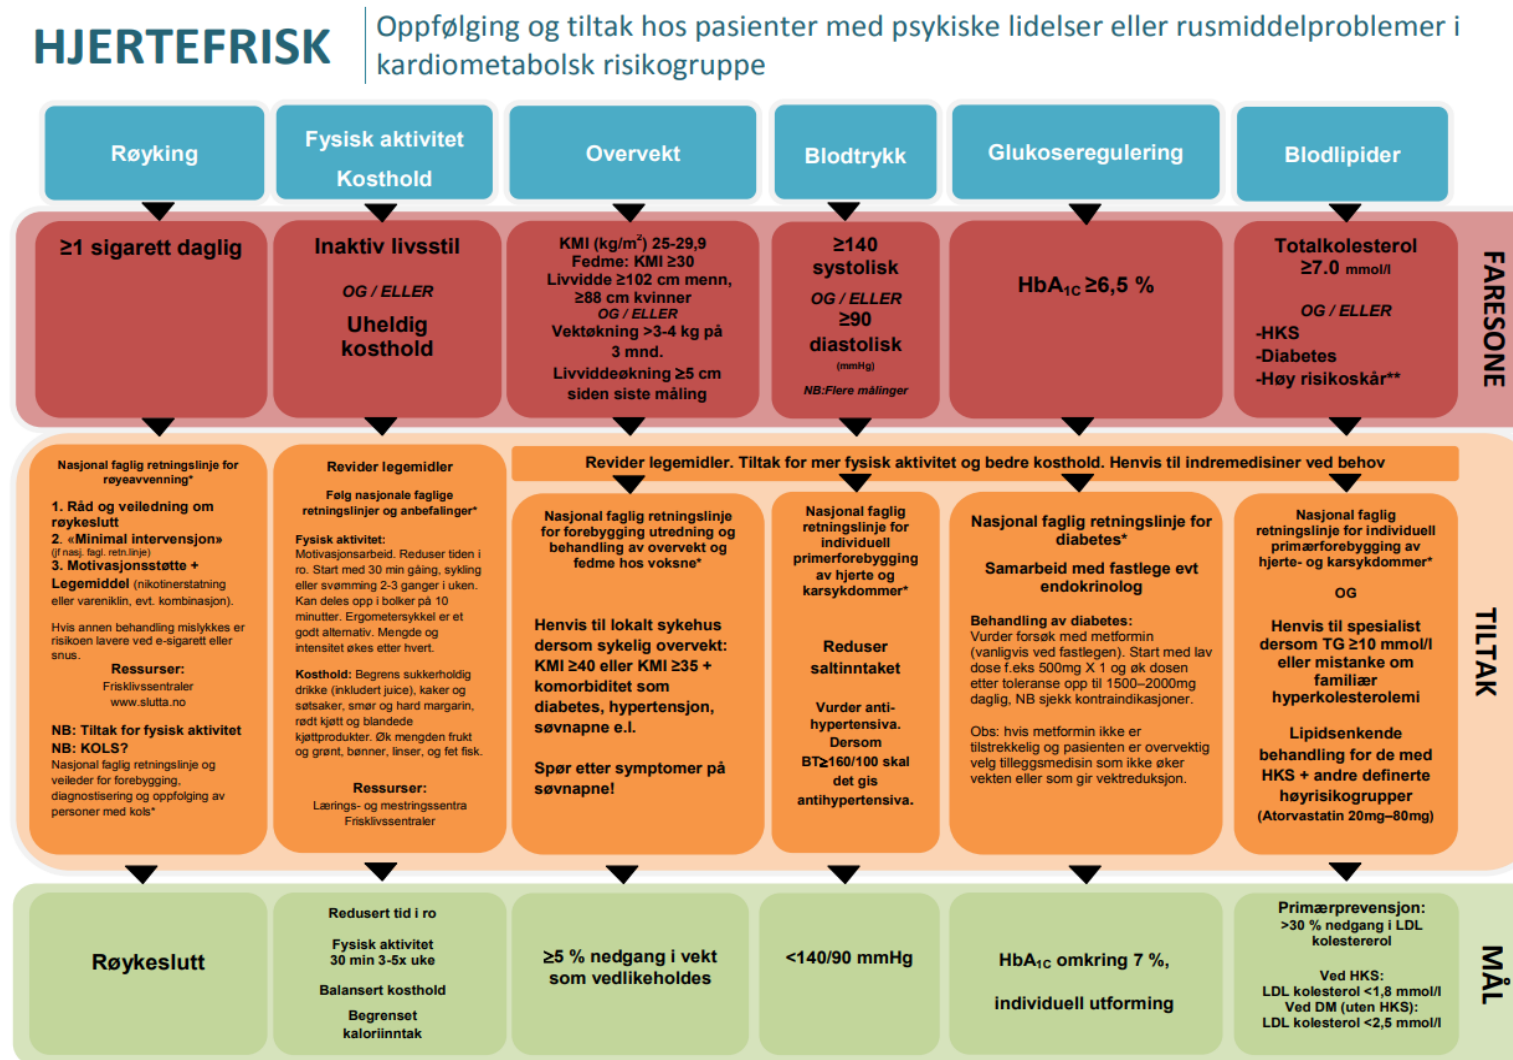 HJERTEFRISK
Oppfølging og tiltak hos pasienter med psykiske lidelser eller rusmiddelproblemer i
kardiometabolsk risikogruppe
Røyking
Fysisk aktivitet
Kosthold
Overvekt
Blodtrykk
Glukoseregulering
Blodlipider
FARESONE
≥1 sigarett daglig
Inaktiv livsstil
OG / ELLER
Uheldig
kosthold
KMI (kg/m²) 25-29,9
Fedme: KMI ≥30
Livvidde ≥102 cm menn,
≥88 cm kvinner
OG / ELLER
Vektøkning >3-4 kg på
3 mnd.
Livviddeøkning ≥5 cm
siden siste måling
≥140
systolisk
OG / ELLER
≥90
diastolisk
(mmHg)
NB:Flere målinger
HbA1C ≥6,5 %
Totalkolesterol
≥7.0 mmol/l
OG / ELLER
-HKS
-Diabetes
-Høy risikoskår**
TILTAK
Nasjonal faglig retningslinje for
røyeavvenning*
1. Råd og veiledning om
røykeslutt
2. «Minimal intervensjon»
(jf nasj. fagl. retn.linje)
3. Motivasjonsstøtte +
Legemiddel (nikotinerstatning
eller vareniklin, evt. kombinasjon).
Hvis annen behandling mislykkes er
risikoen lavere ved e-sigarett eller
snus.
Ressurser:
Frisklivssentraler
www.slutta.no
NB: Tiltak for fysisk aktivitet
NB: KOLS?
Nasjonal faglig retningslinje og
veileder for forebygging,
diagnostisering og oppfolging av
personer med kols*
Revider legemidler
Følg nasjonale faglige
retningslinjer og anbefalinger*
Fysisk aktivitet:
Motivasjonsarbeid. Reduser tiden i
ro. Start med 30 min gåing, sykling
eller svømming 2-3 ganger i uken.
Kan deles opp i bolker på 10
minutter. Ergometersykkel er et
godt alternativ. Mengde og
intensitet økes etter hvert.
Kosthold: Begrens sukkerholdig
drikke (inkludert juice), kaker og
søtsaker, smør og hard margarin,
rødt kjøtt og blandede
kjøttprodukter. Øk mengden frukt
og grønt, bønner, linser, og fet fisk.
Ressurser:
Lærings- og mestringssentra
Frisklivssentraler
Revider legemidler. Tiltak for mer fysisk aktivitet og bedre kosthold. Henvis til indremedisiner ved behov
Nasjonal faglig retningslinje
for forebygging utredning og
behandling av overvekt og
fedme hos voksne*
Henvis til lokalt sykehus
dersom sykelig overvekt:
KMI ≥40 eller KMI ≥35 +
komorbiditet som
diabetes, hypertensjon,
søvnapne e.l.
Spør etter symptomer på
søvnapne!
Nasjonal faglig
retningslinje for
individuell
primerforebygging
av hjerte og
karsykdommer*
Reduser
saltinntaket
Vurder anti-
hypertensiva.
Dersom
BT≥160/100 skal
det gis
antihypertensiva.
Nasjonal faglig retningslinje for
diabetes*
Samarbeid med fastlege evt
endokrinolog
Behandling av diabetes:
Vurder forsøk med metformin
(vanligvis ved fastlegen). Start med lav
dose f.eks 500mg X 1 og øk dosen
etter toleranse opp til 1500–2000mg
daglig, NB sjekk kontraindikasjoner.
Obs: hvis metformin ikke er
tilstrekkelig og pasienten er overvektig
velg tilleggsmedisin som ikke øker
vekten eller som gir vektreduksjon.
Nasjonal faglig
retningslinje for individuell
primærforebygging av
hjerte- og karsykdommer*
OG
Henvis til spesialist
dersom TG ≥10 mmol/l
eller mistanke om
familiær
hyperkolesterolemi
Lipidsenkende
behandling for de med
HKS + andre definerte
høyrisikogrupper
(Atorvastatin 20mg–80mg)
MÅL
Røykeslutt
Redusert tid i ro
Fysisk aktivitet
30 min 3-5x uke
Balansert kosthold
Begrenset
kaloriinntak
≥5 % nedgang i vekt
som vedlikeholdes
<140/90 mmHg
HbA1C omkring 7 %,
individuell utforming
Primærprevensjon:
>30 % nedgang i LDL
kolestererol
Ved HKS:
LDL kolesterol <1,8 mmol/l
Ved DM (uten HKS):
LDL kolesterol <2,5 mmol/l